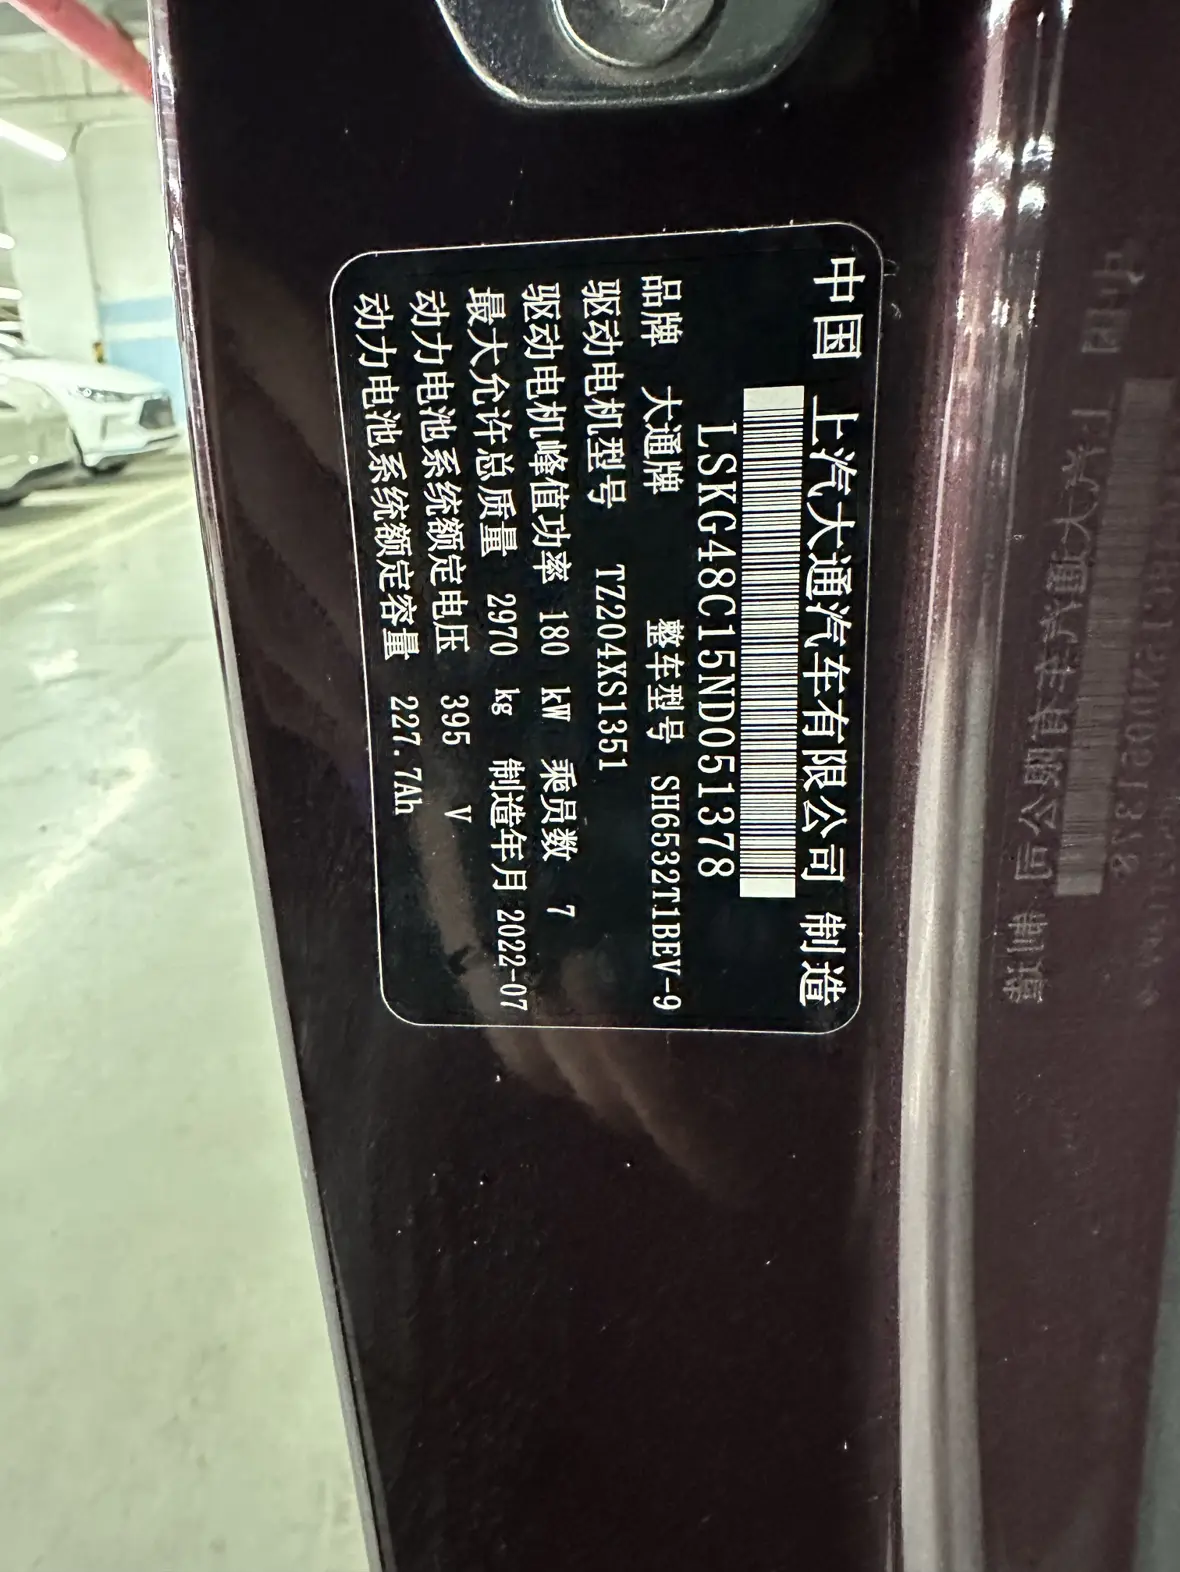 中国 上汽大通汽车有限公司 制造
LSKG48C15ND051378
品牌 大通牌 整车型号 SH6532T1BEV-9
驱动电机型号 TZ204XS1351
驱动电机峰值功率 180 kW 乘员数 7
最大允许总质量 2970 kg 制造年月 2022-07
动力电池系统额定电压 395 V
动力电池系统额定容量 227.7Ah